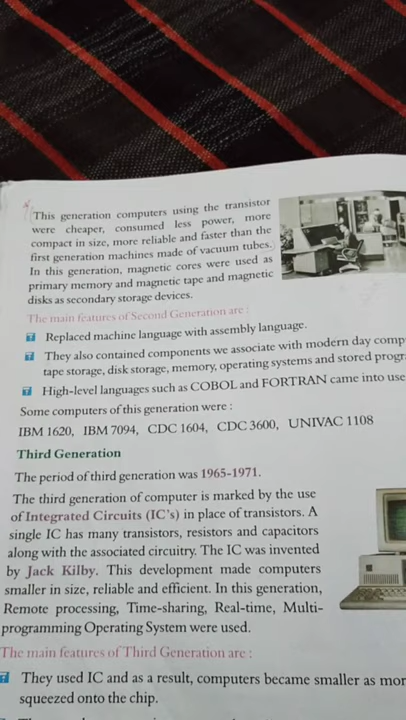 This generation computers using the transistor
were cheaper, consumed less power, more
compact in size, more reliable and faster than the
first generation machines made of vacuum tubes.
In this generation, magnetic cores were used as
primary memory and magnetic tape and magnetic
disks as secondary storage devices.
The main features of Second Generation are :
Replaced machine language with assembly language.
They also contained components we associate with modern day comp
tape storage, disk storage, memory, operating systems and stored progr
High-level languages such as COBOL and FORTRAN came into use
Some computers of this generation were :
IBM 1620, IBM 7094, CDC 1604, CDC 3600, UNIVAC 1108
Third Generation
The period of third generation was 1965-1971.
The third generation of computer is marked by the use
of Integrated Circuits (IC's) in place of transistors. A
single IC has many transistors, resistors and capacitors
along with the associated circuitry. The IC was invented
by Jack Kilby. This development made computers
smaller in size, reliable and efficient. In this generation,
Remote processing, Time-sharing, Real-time, Multi-
programming Operating System were used.
The main features of Third Generation are :
They used IC and as a result, computers became smaller as mor
squeezed onto the chip.